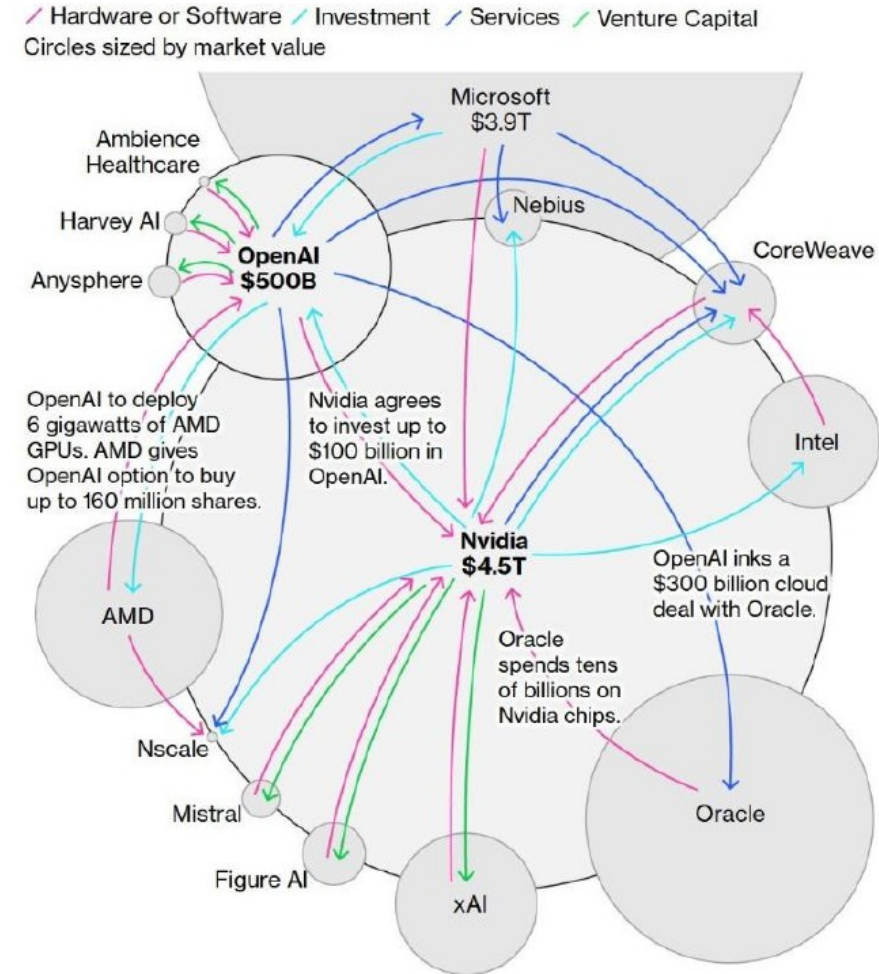 Hardware or Software
Investment
Services
Venture Capital
Circles sized by market value
Microsoft
$3.9T
Ambience
Healthcare
Harvey AI
Anysphere
OpenAI
$500B
Nebius
CoreWeave
OpenAI to deploy
6 gigawatts of AMD
GPUs. AMD gives
OpenAI option to buy
up to 160 million shares.
Nvidia agrees
to invest up to
$100 billion in
OpenAI.
Intel
Nvidia
$4.5T
OpenAI inks a
$300 billion cloud
deal with Oracle.
AMD
Oracle
spends tens
of billions on
Nvidia chips.
Nscale
Mistral
Figure AI
xAI
Oracle